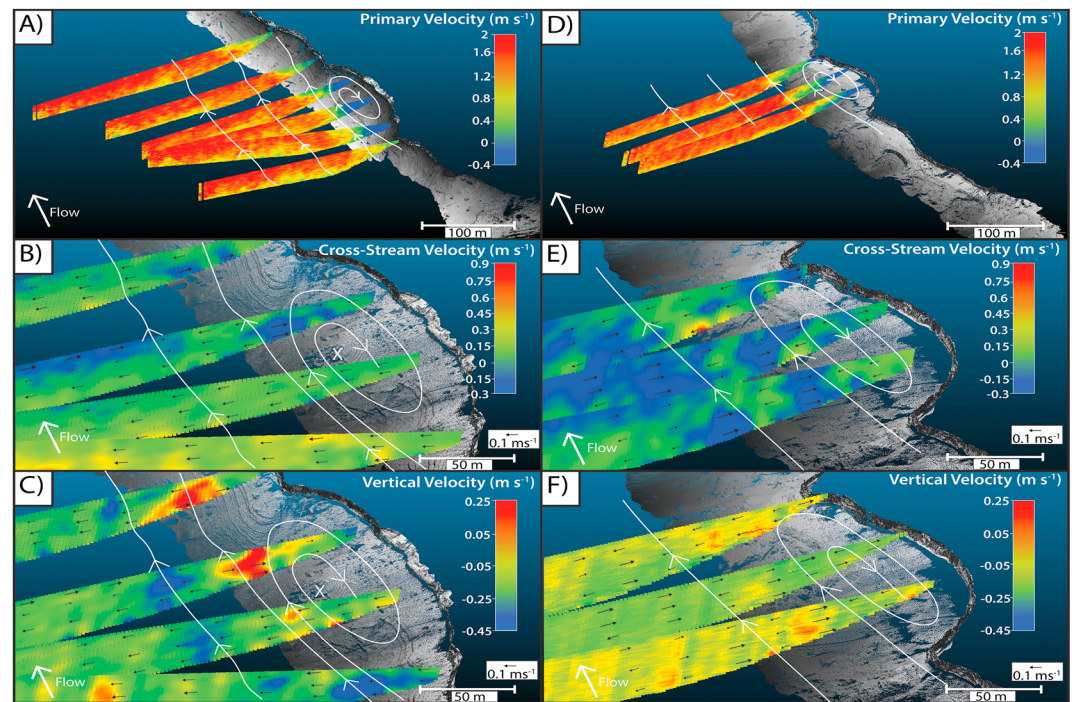 A)
Primary Velocity (m s⁻¹)
2
1.6
1.2
0.8
0.4
0
-0.4
Flow
100 m
D)
Primary Velocity (m s⁻¹)
2
1.6
1.2
0.8
0.4
0
-0.4
Flow
100 m
B)
Cross-Stream Velocity (m s⁻¹)
0.9
0.75
0.6
0.45
0.3
0.15
0
-0.15
-0.3
X
Flow
0.1 ms⁻¹
50 m
E)
Cross-Stream Velocity (m s⁻¹)
0.9
0.75
0.6
0.45
0.3
0.15
0
-0.15
-0.3
Flow
0.1 ms⁻¹
50 m
C)
Vertical Velocity (m s⁻¹)
0.25
0.15
0.05
-0.05
-0.25
-0.45
X
Flow
0.1 ms⁻¹
50 m
F)
Vertical Velocity (m s⁻¹)
0.25
0.15
0.05
-0.05
-0.25
-0.45
Flow
0.1 ms⁻¹
50 m